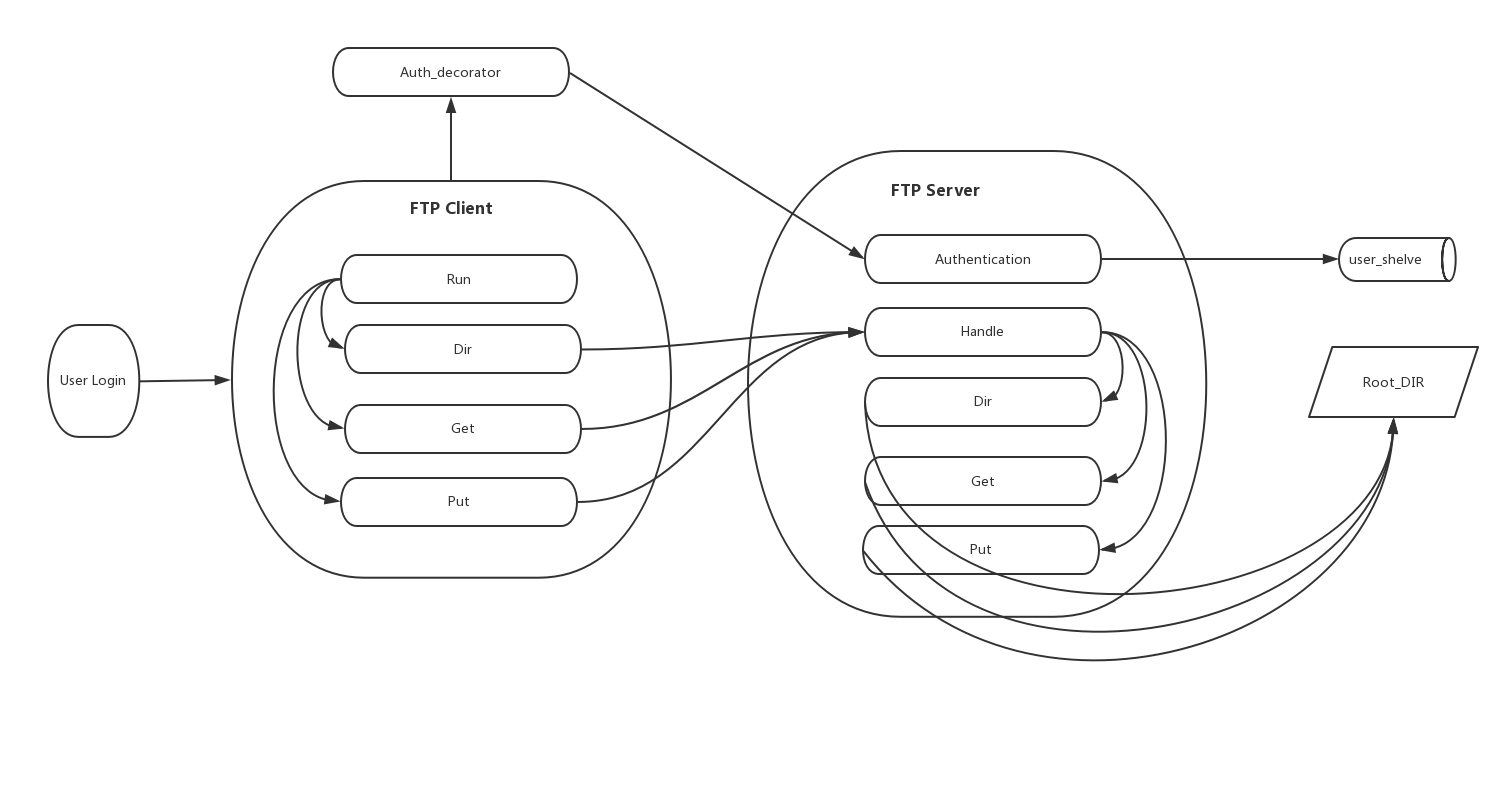 Auth_decorator
FTP Client
Run
Dir
Get
Put
User Login
FTP Server
Authentication
Handle
Dir
Get
Put
user_shelve
Root_DIR